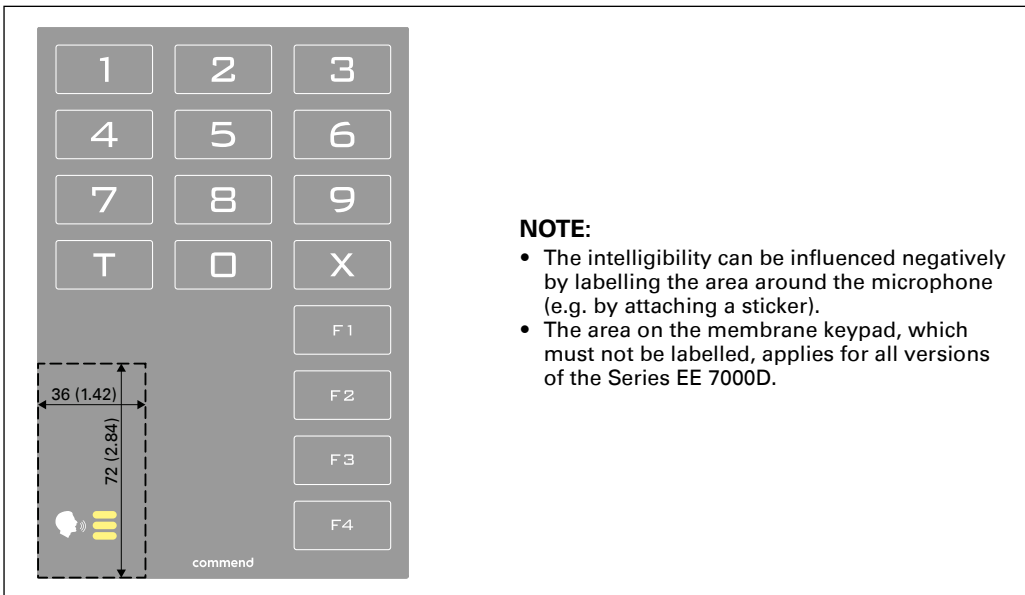 1 2 3
4 5 6
7 8 9
T 0 X
F1
F2
F3
F4
36 (1.42)
72 (2.84)
commend
NOTE:
• The intelligibility can be influenced negatively
by labelling the area around the microphone
(e.g. by attaching a sticker).
• The area on the membrane keypad, which
must not be labelled, applies for all versions
of the Series EE 7000D.